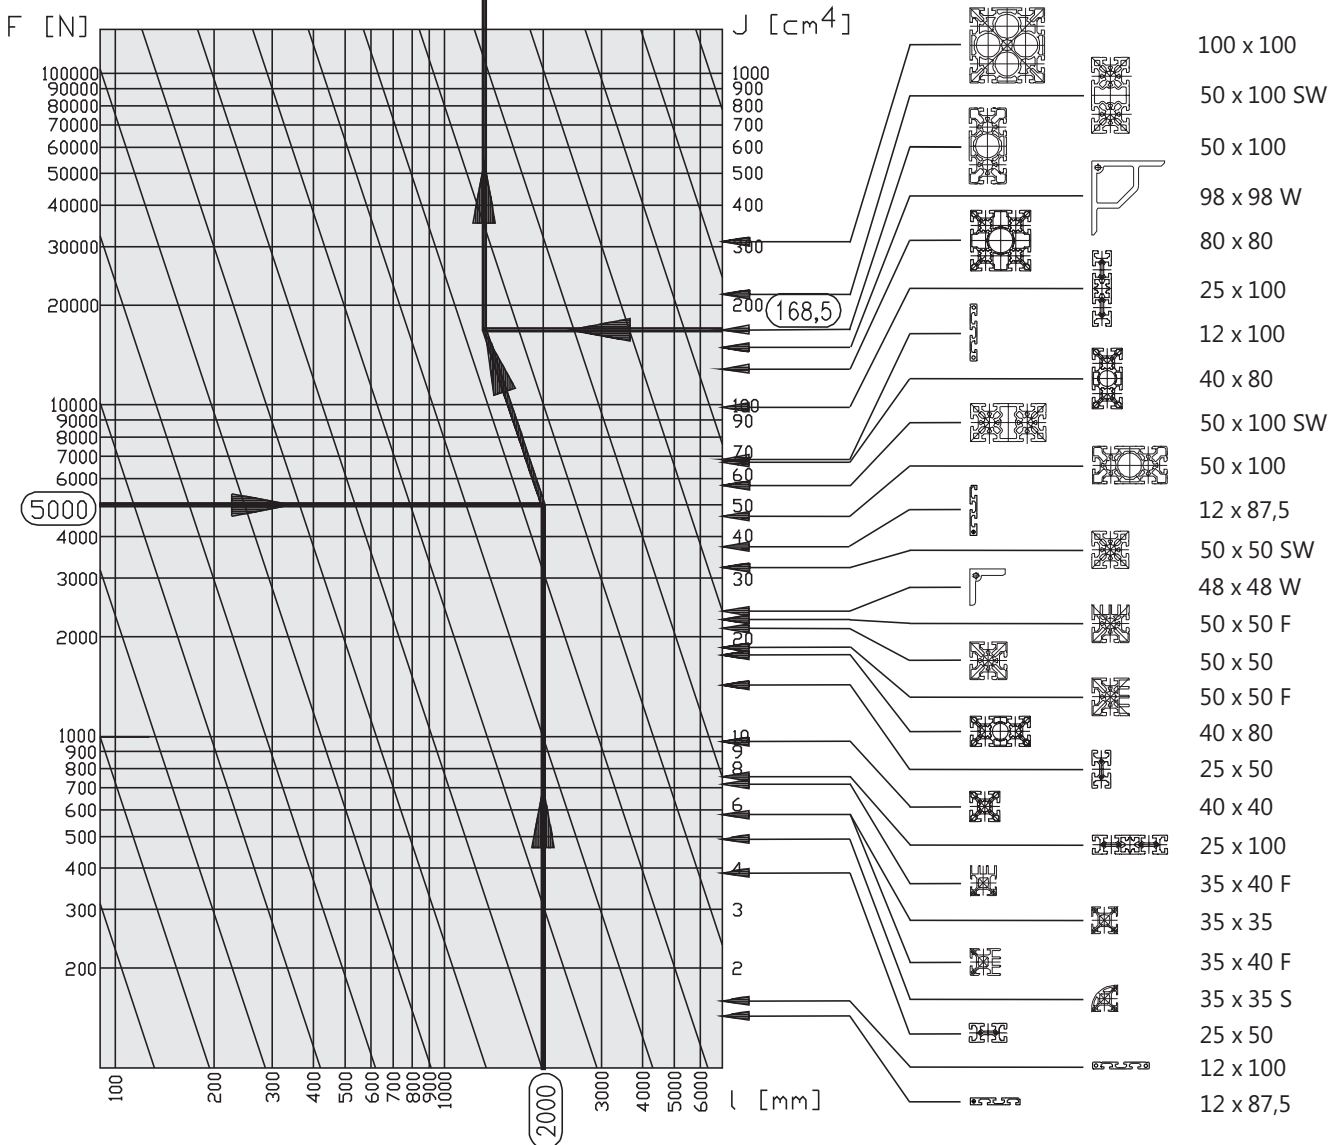 F [N]
J [cm4]
100000
90000
80000
70000
60000
50000
40000
30000
20000
10000
9000
8000
7000
6000
5000
4000
3000
2000
1000
900
800
700
600
500
400
300
200
1000
900
800
700
600
500
400
300
200
168,5
100
90
70
60
50
40
30
20
10
9
8
6
4
3
2
100
200
300
400
500
600
700
800
900
1000
2000
3000
4000
5000
6000
l [mm]
100 x 100
50 x 100 SW
50 x 100
98 x 98 W
80 x 80
25 x 100
12 x 100
40 x 80
50 x 100 SW
50 x 100
12 x 87,5
50 x 50 SW
48 x 48 W
50 x 50 F
50 x 50
50 x 50 F
40 x 80
25 x 50
40 x 40
25 x 100
35 x 40 F
35 x 35
35 x 40 F
35 x 35 S
25 x 50
12 x 100
12 x 87,5